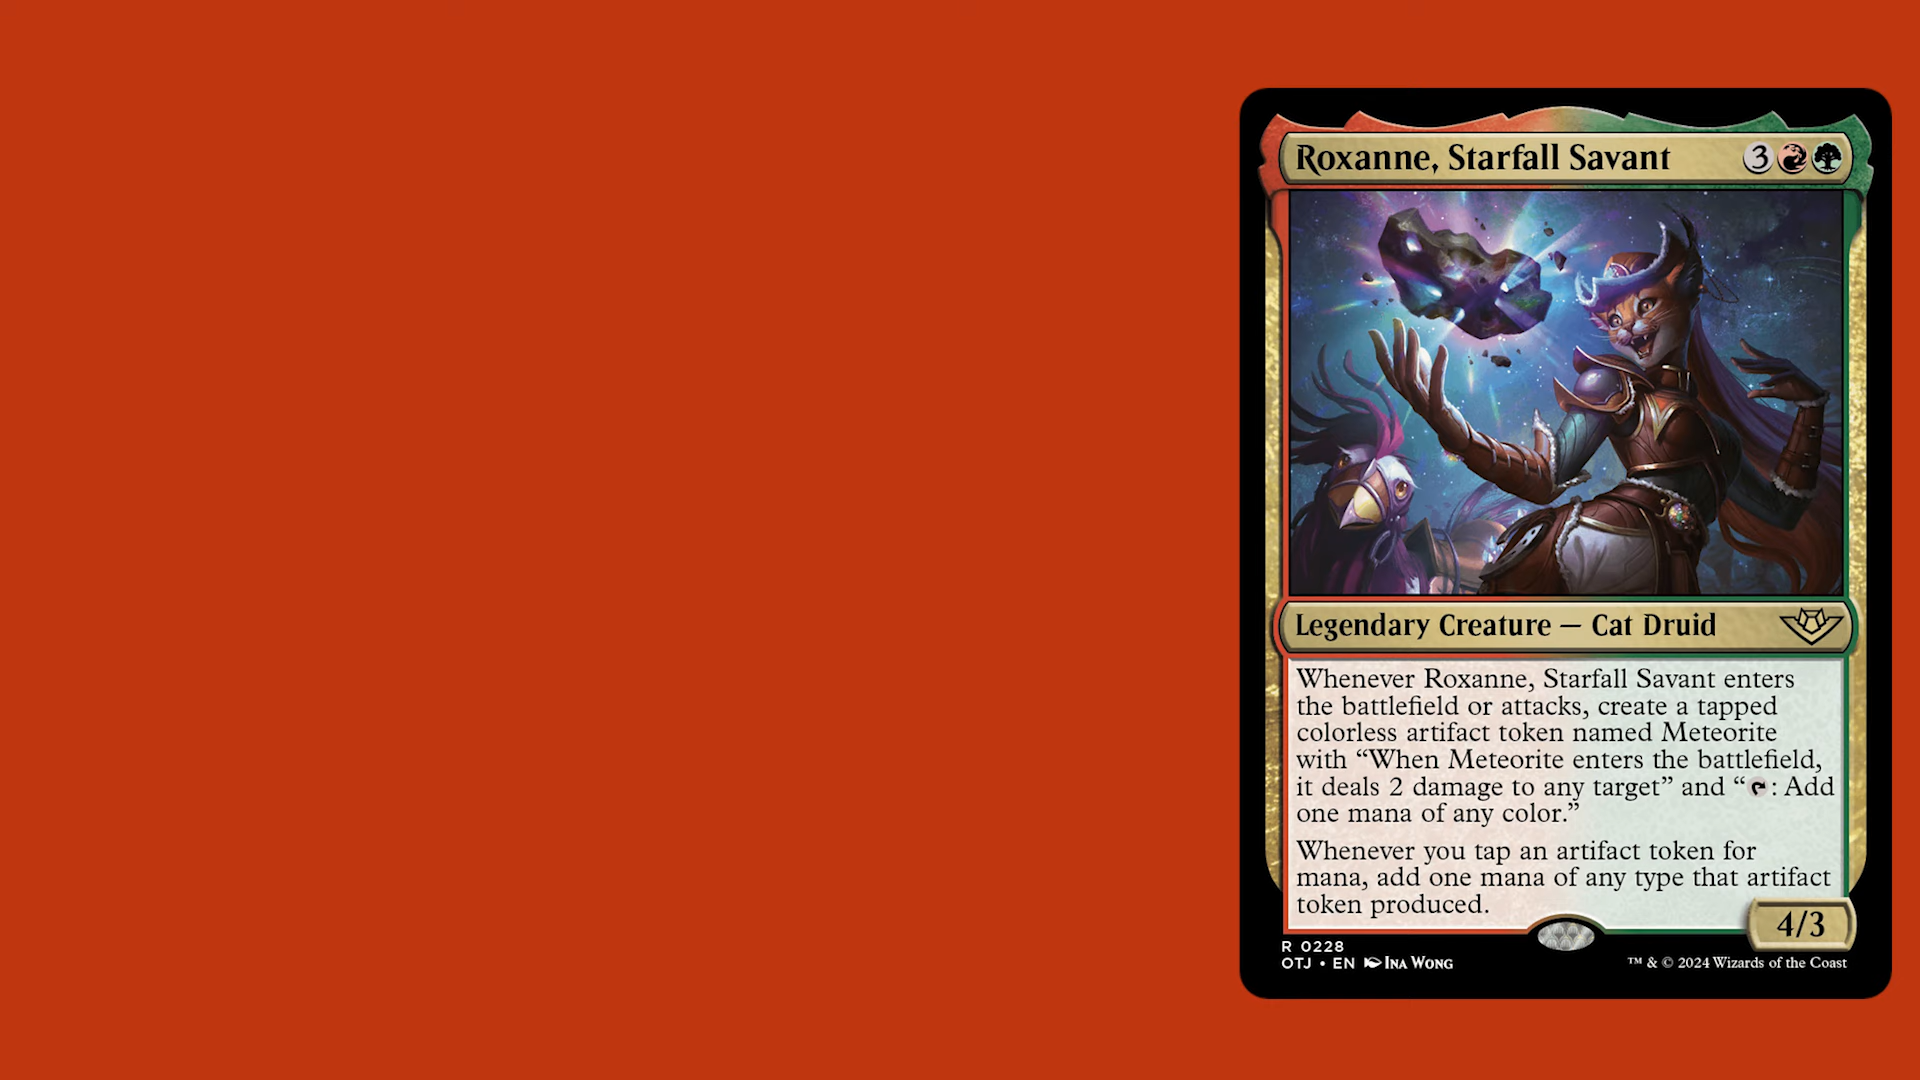 Roxanne, Starfall Savant 3
Legendary Creature — Cat Druid
Whenever Roxanne, Starfall Savant enters
the battlefield or attacks, create a tapped
colorless artifact token named Meteorite
with “When Meteorite enters the battlefield,
it deals 2 damage to any target” and “: Add
one mana of any color.”
Whenever you tap an artifact token for
mana, add one mana of any type that artifact
token produced.
4/3
R 0228
OTJ • EN Ina Wong
™ & © 2024 Wizards of the Coast